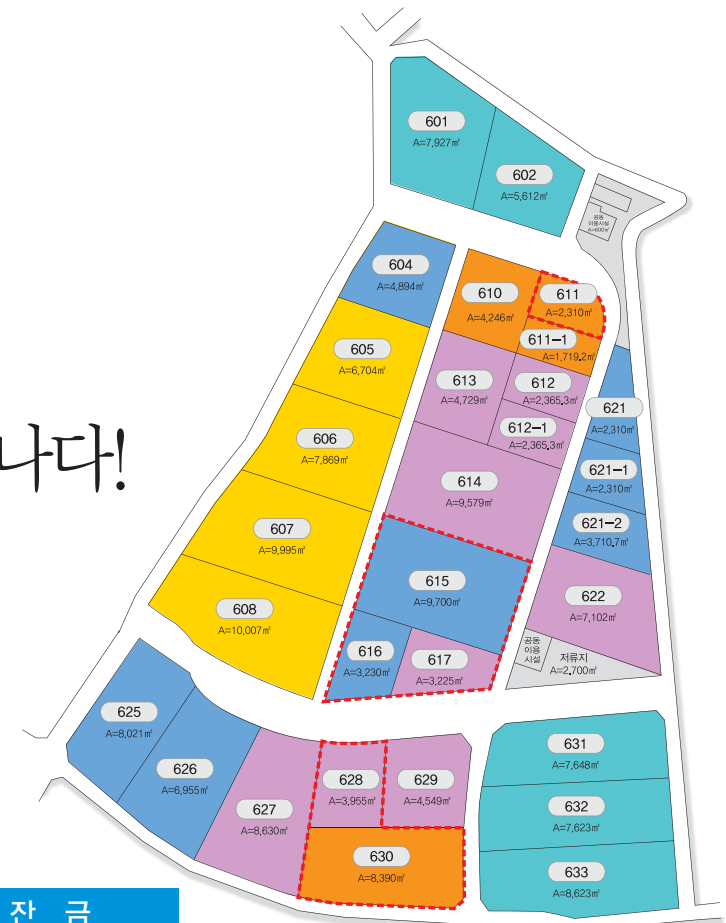 601
A=7,927㎡
602
A=5,612㎡
공동
이용시설
A=600㎡
604
A=4,894㎡
610
A=4,246㎡
611
A=2,310㎡
611-1
A=1,719.2㎡
605
A=6,704㎡
613
A=4,729㎡
612
A=2,365.3㎡
612-1
A=2,365.3㎡
621
A=2,310㎡
606
A=7,869㎡
나다!
621-1
A=2,310㎡
614
A=9,579㎡
621-2
A=3,710.7㎡
607
A=9,995㎡
615
A=9,700㎡
622
A=7,102㎡
608
A=10,007㎡
616
A=3,230㎡
617
A=3,225㎡
공동
이용
시설
저류지
A=2,700㎡
625
A=8,021㎡
626
A=6,955㎡
627
A=8,630㎡
628
A=3,955㎡
629
A=4,549㎡
630
A=8,390㎡
631
A=7,648㎡
632
A=7,623㎡
633
A=8,623㎡
잔 금